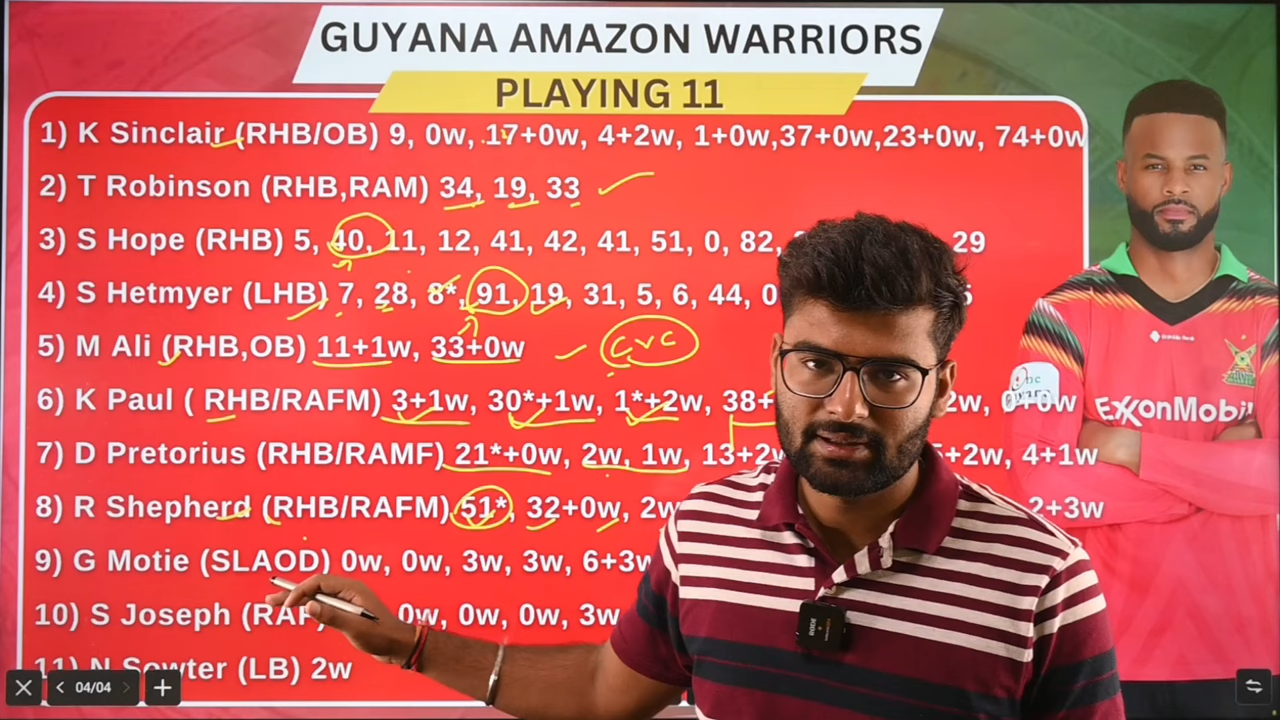 GUYANA AMAZON WARRIORS
PLAYING 11
1) K Sinclair (RHB/OB) 9, 0w, 17+0w, 4+2w, 1+0w,37+0w,23+0w, 74+0w
2) T Robinson (RHB,RAM) 34, 19, 33
3) S Hope (RHB) 5, 40, 11, 12, 41, 42, 41, 51, 0, 82, 29
4) S Hetmyer (LHB) 7, 28, 8*, 91, 19, 31, 5, 6, 44, 0
5) M Ali (RHB,OB) 11+1w, 33+0w CVC
6) K Paul ( RHB/RAFM) 3+1w, 30*+1w, 1*+2w, 38+
7) D Pretorius (RHB/RAMF) 21*+0w, 2w, 1w, 13+2w +2w, 4+1w
8) R Shepherd (RHB/RAFM) 51*, 32+0w, 2w 2+3w
9) G Motie (SLAOD) 0w, 0w, 3w, 3w, 6+3w
10) S Joseph 0w, 0w, 0w, 3w
11) N Sowter (LB) 2w
04/04
ExxonMobil
RODE